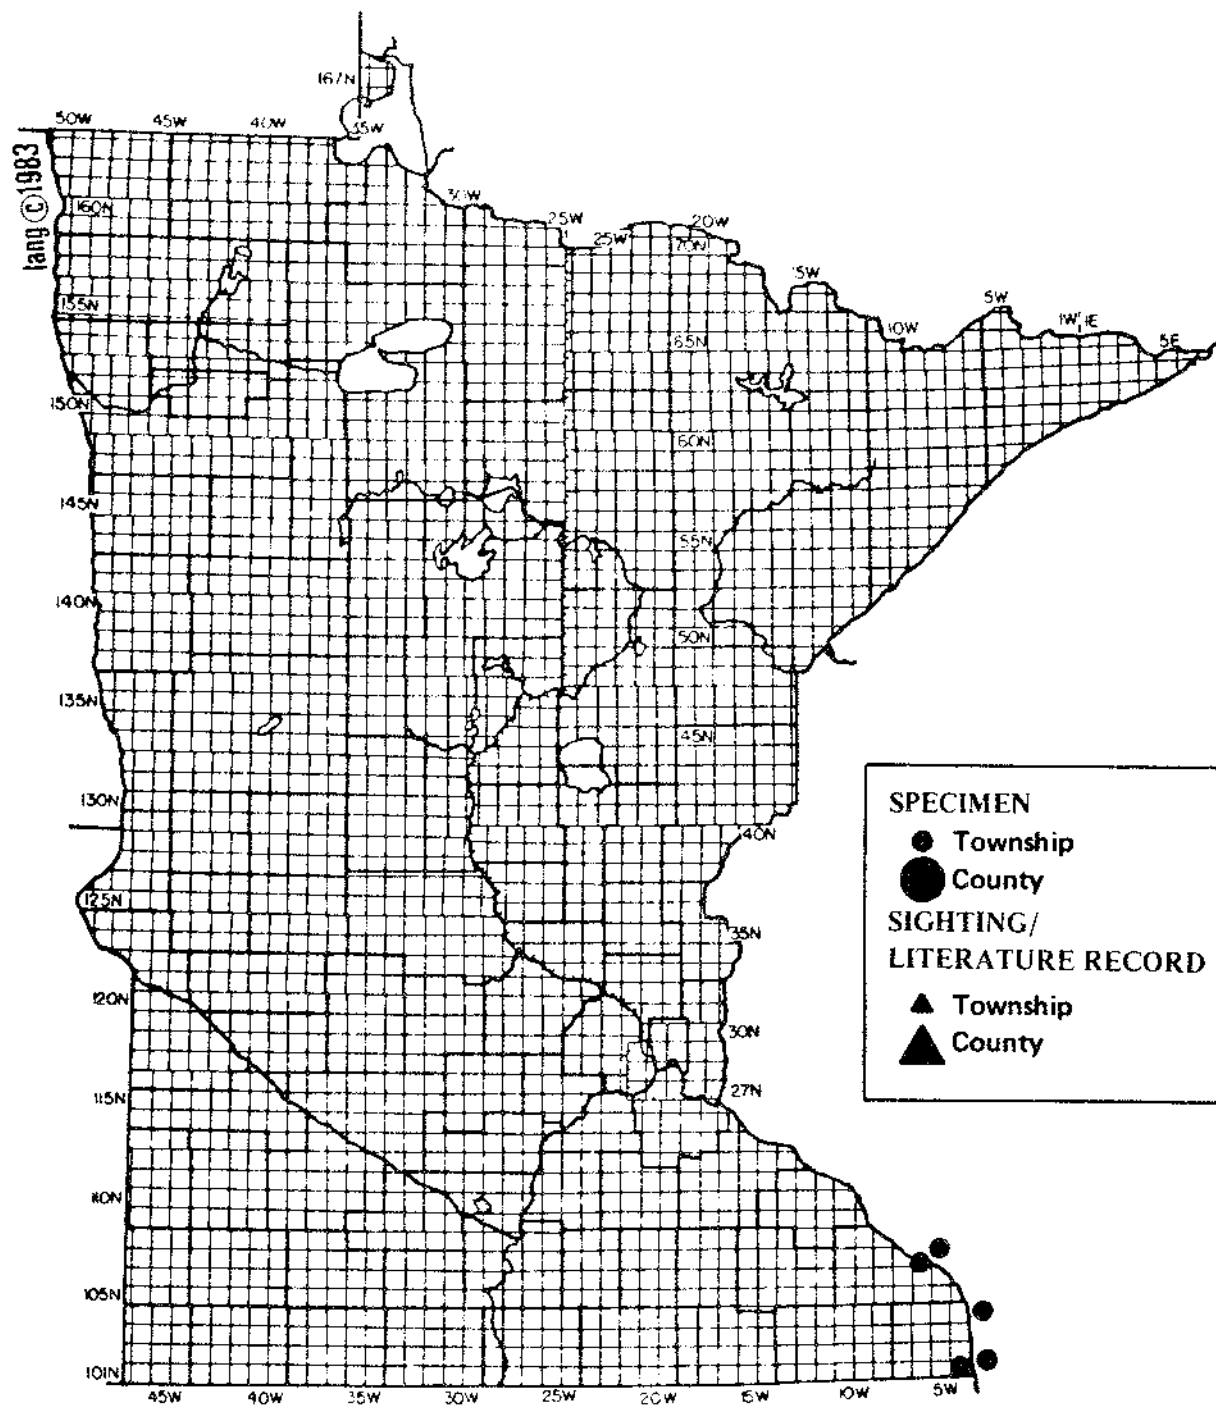 167N
50W 45W 40W 35W
lang © 1983
160N
30W
25W 25W 20W
70N
15W
155N
5W
10W 1W 1E
65N
5E
150N
60N
145N
55N
140N
50N
135N
45N
SPECIMEN
130N
40N
Township
County
125N
SIGHTING/
35N
LITERATURE RECORD
120N
Township
30N
County
115N
27N
110N
105N
101N
45W 40W 35W 30W 25W 20W 15W 10W 5W